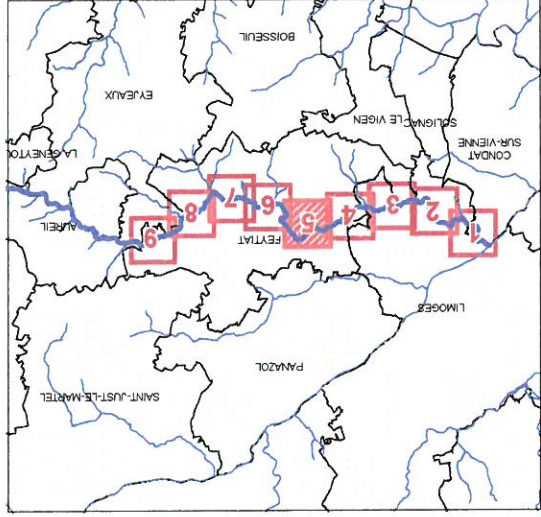 SAINT-JUST-LE-MARTEL
PANAZOL
LIMOGES
1
2
3
4
5
6
7
8
9
FEYTIAT
AUREIL
CONDAT
SUR-VIENNE
SOLIGNAC
LE VIGEN
LA GENEYTOU
EYJEAUX
BOISSEUIL